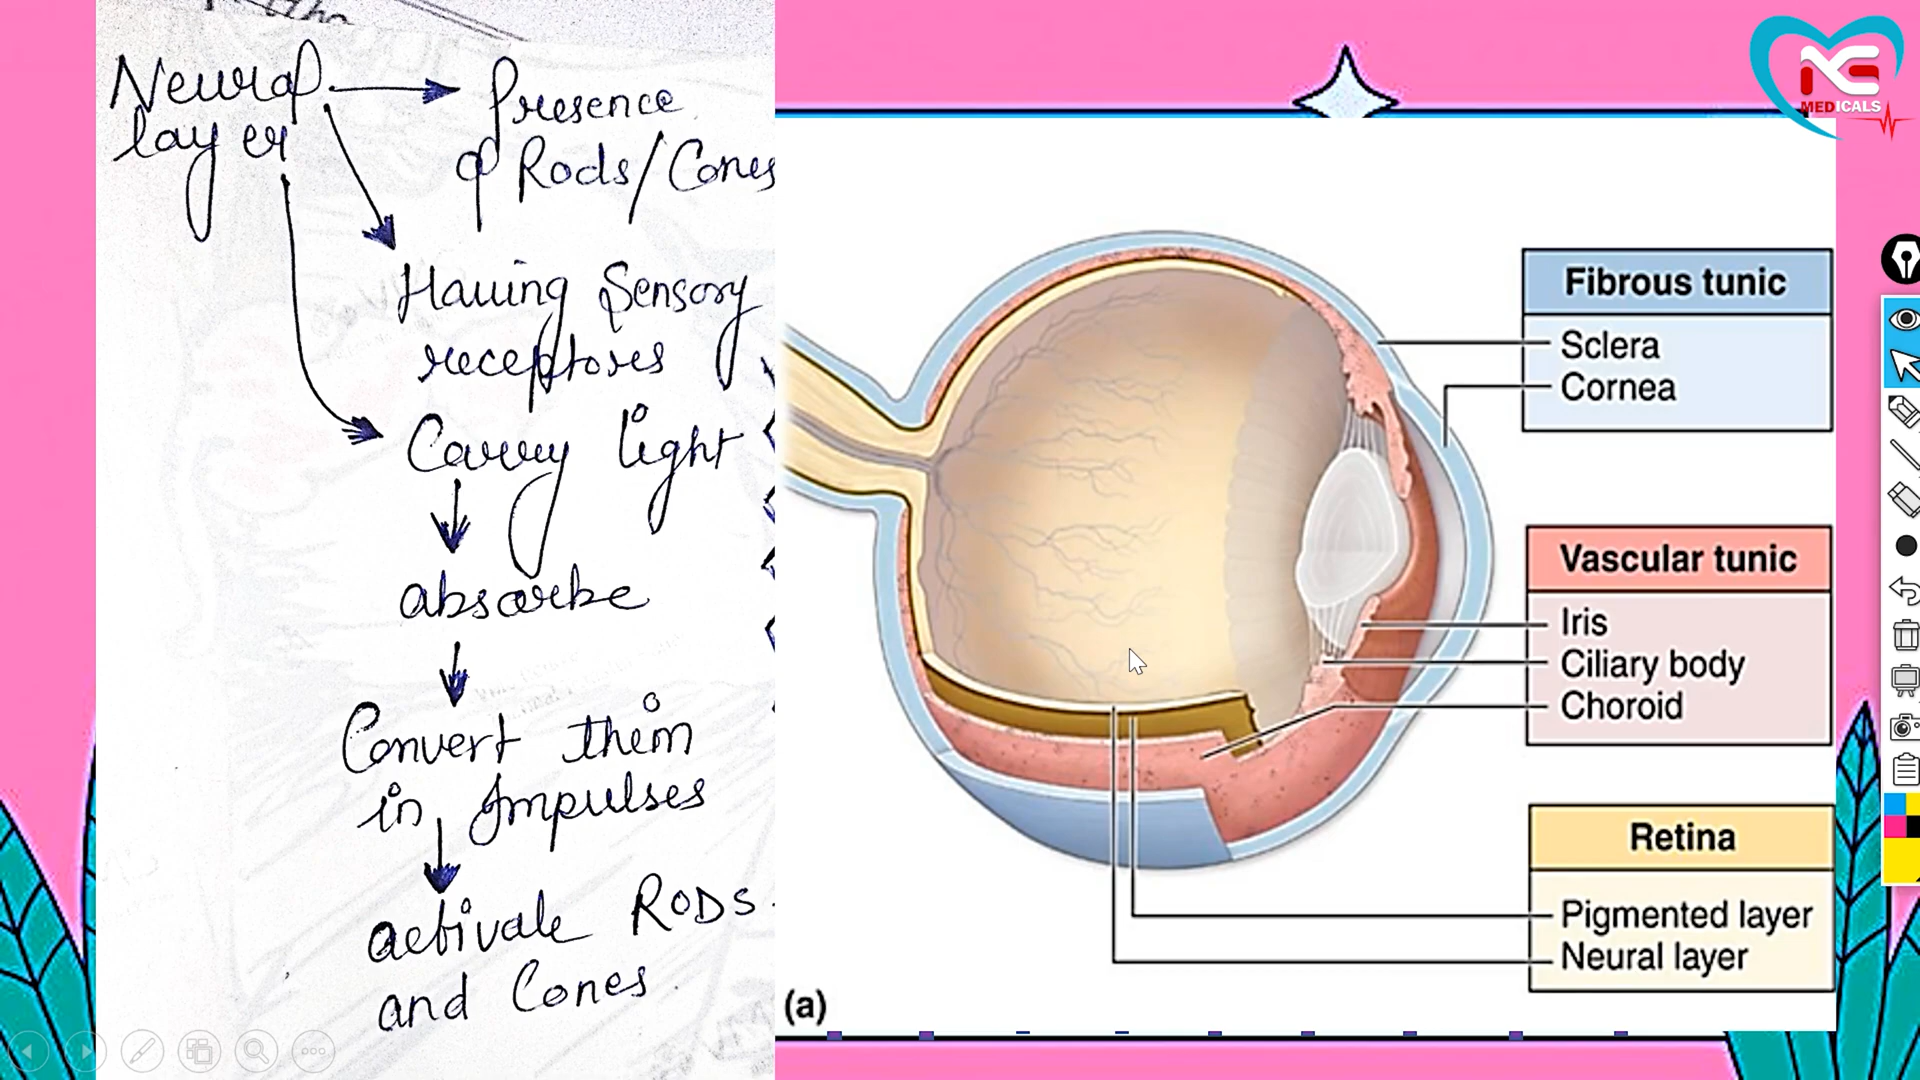 Neural
layer
Presence
of Rods/Cones
Having Sensory
receptores
Carry light
absorbe
Convert them
in Impulses
activate RODS
and Cones
NE
MEDICALS
Fibrous tunic
Sclera
Cornea
Vascular tunic
Iris
Ciliary body
Choroid
Retina
Pigmented layer
Neural layer
(a)